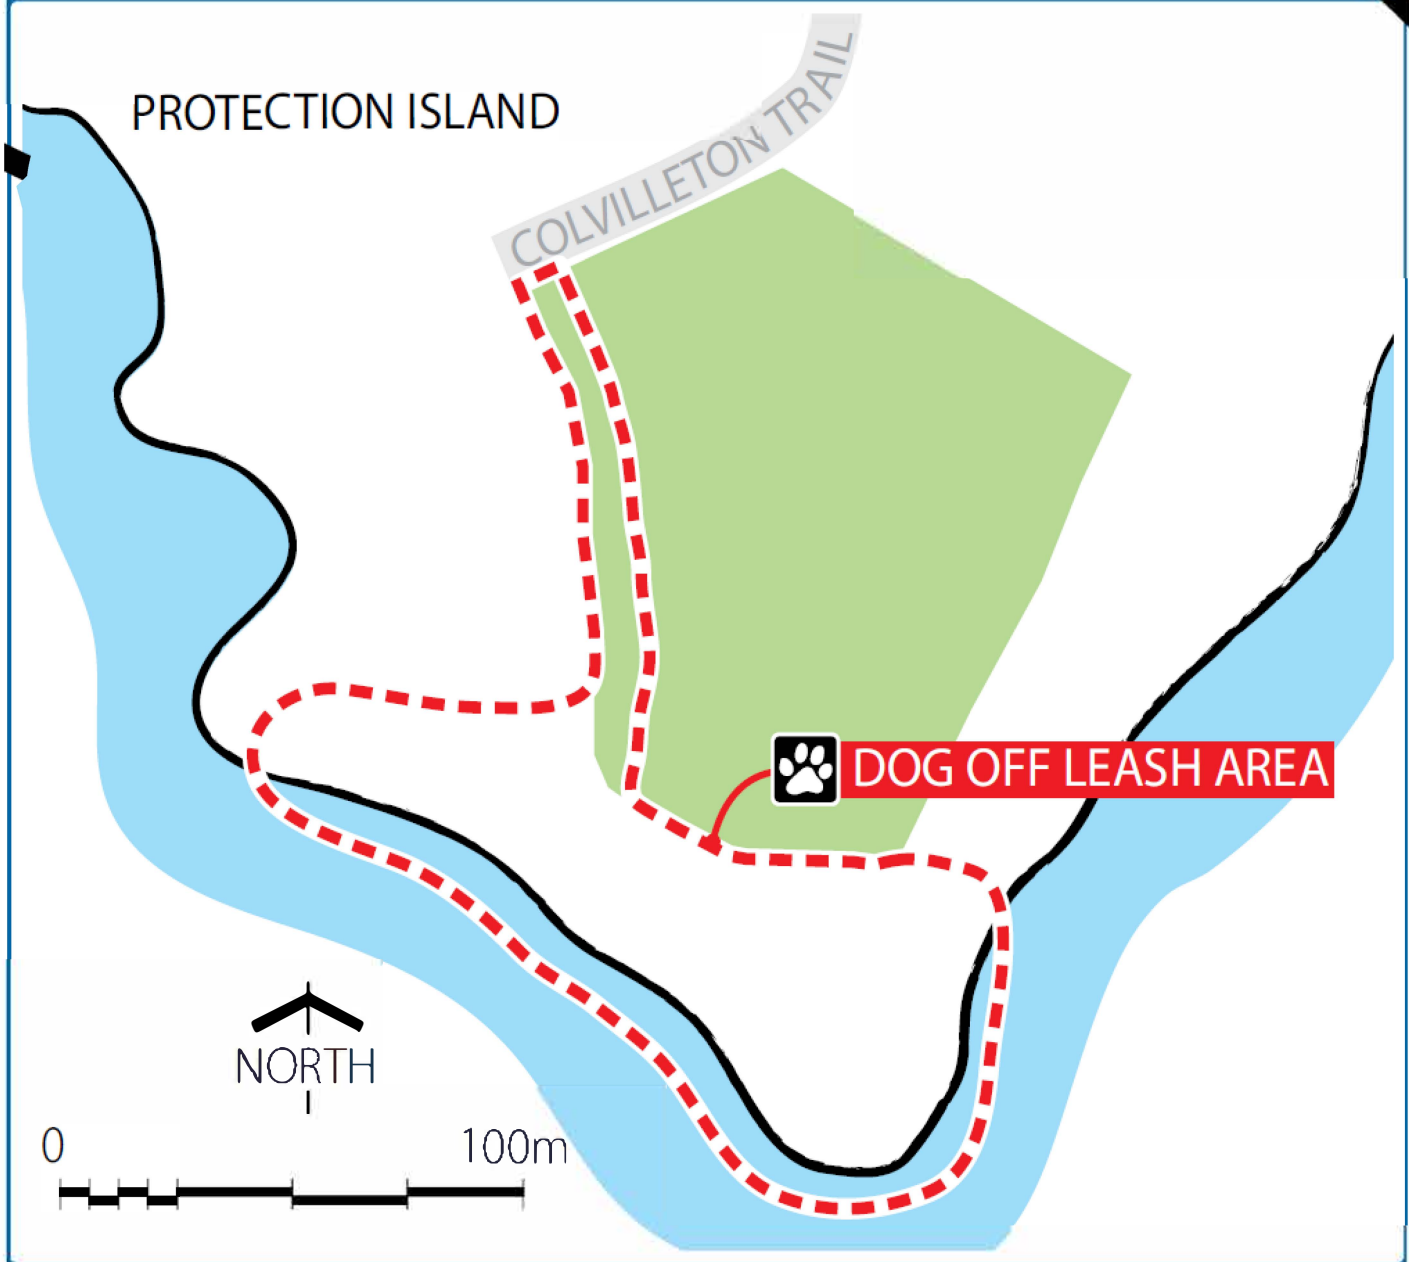 PROTECTION ISLAND
COLVILLETON TRAIL
DOG OFF LEASH AREA
NORTH
0 100m